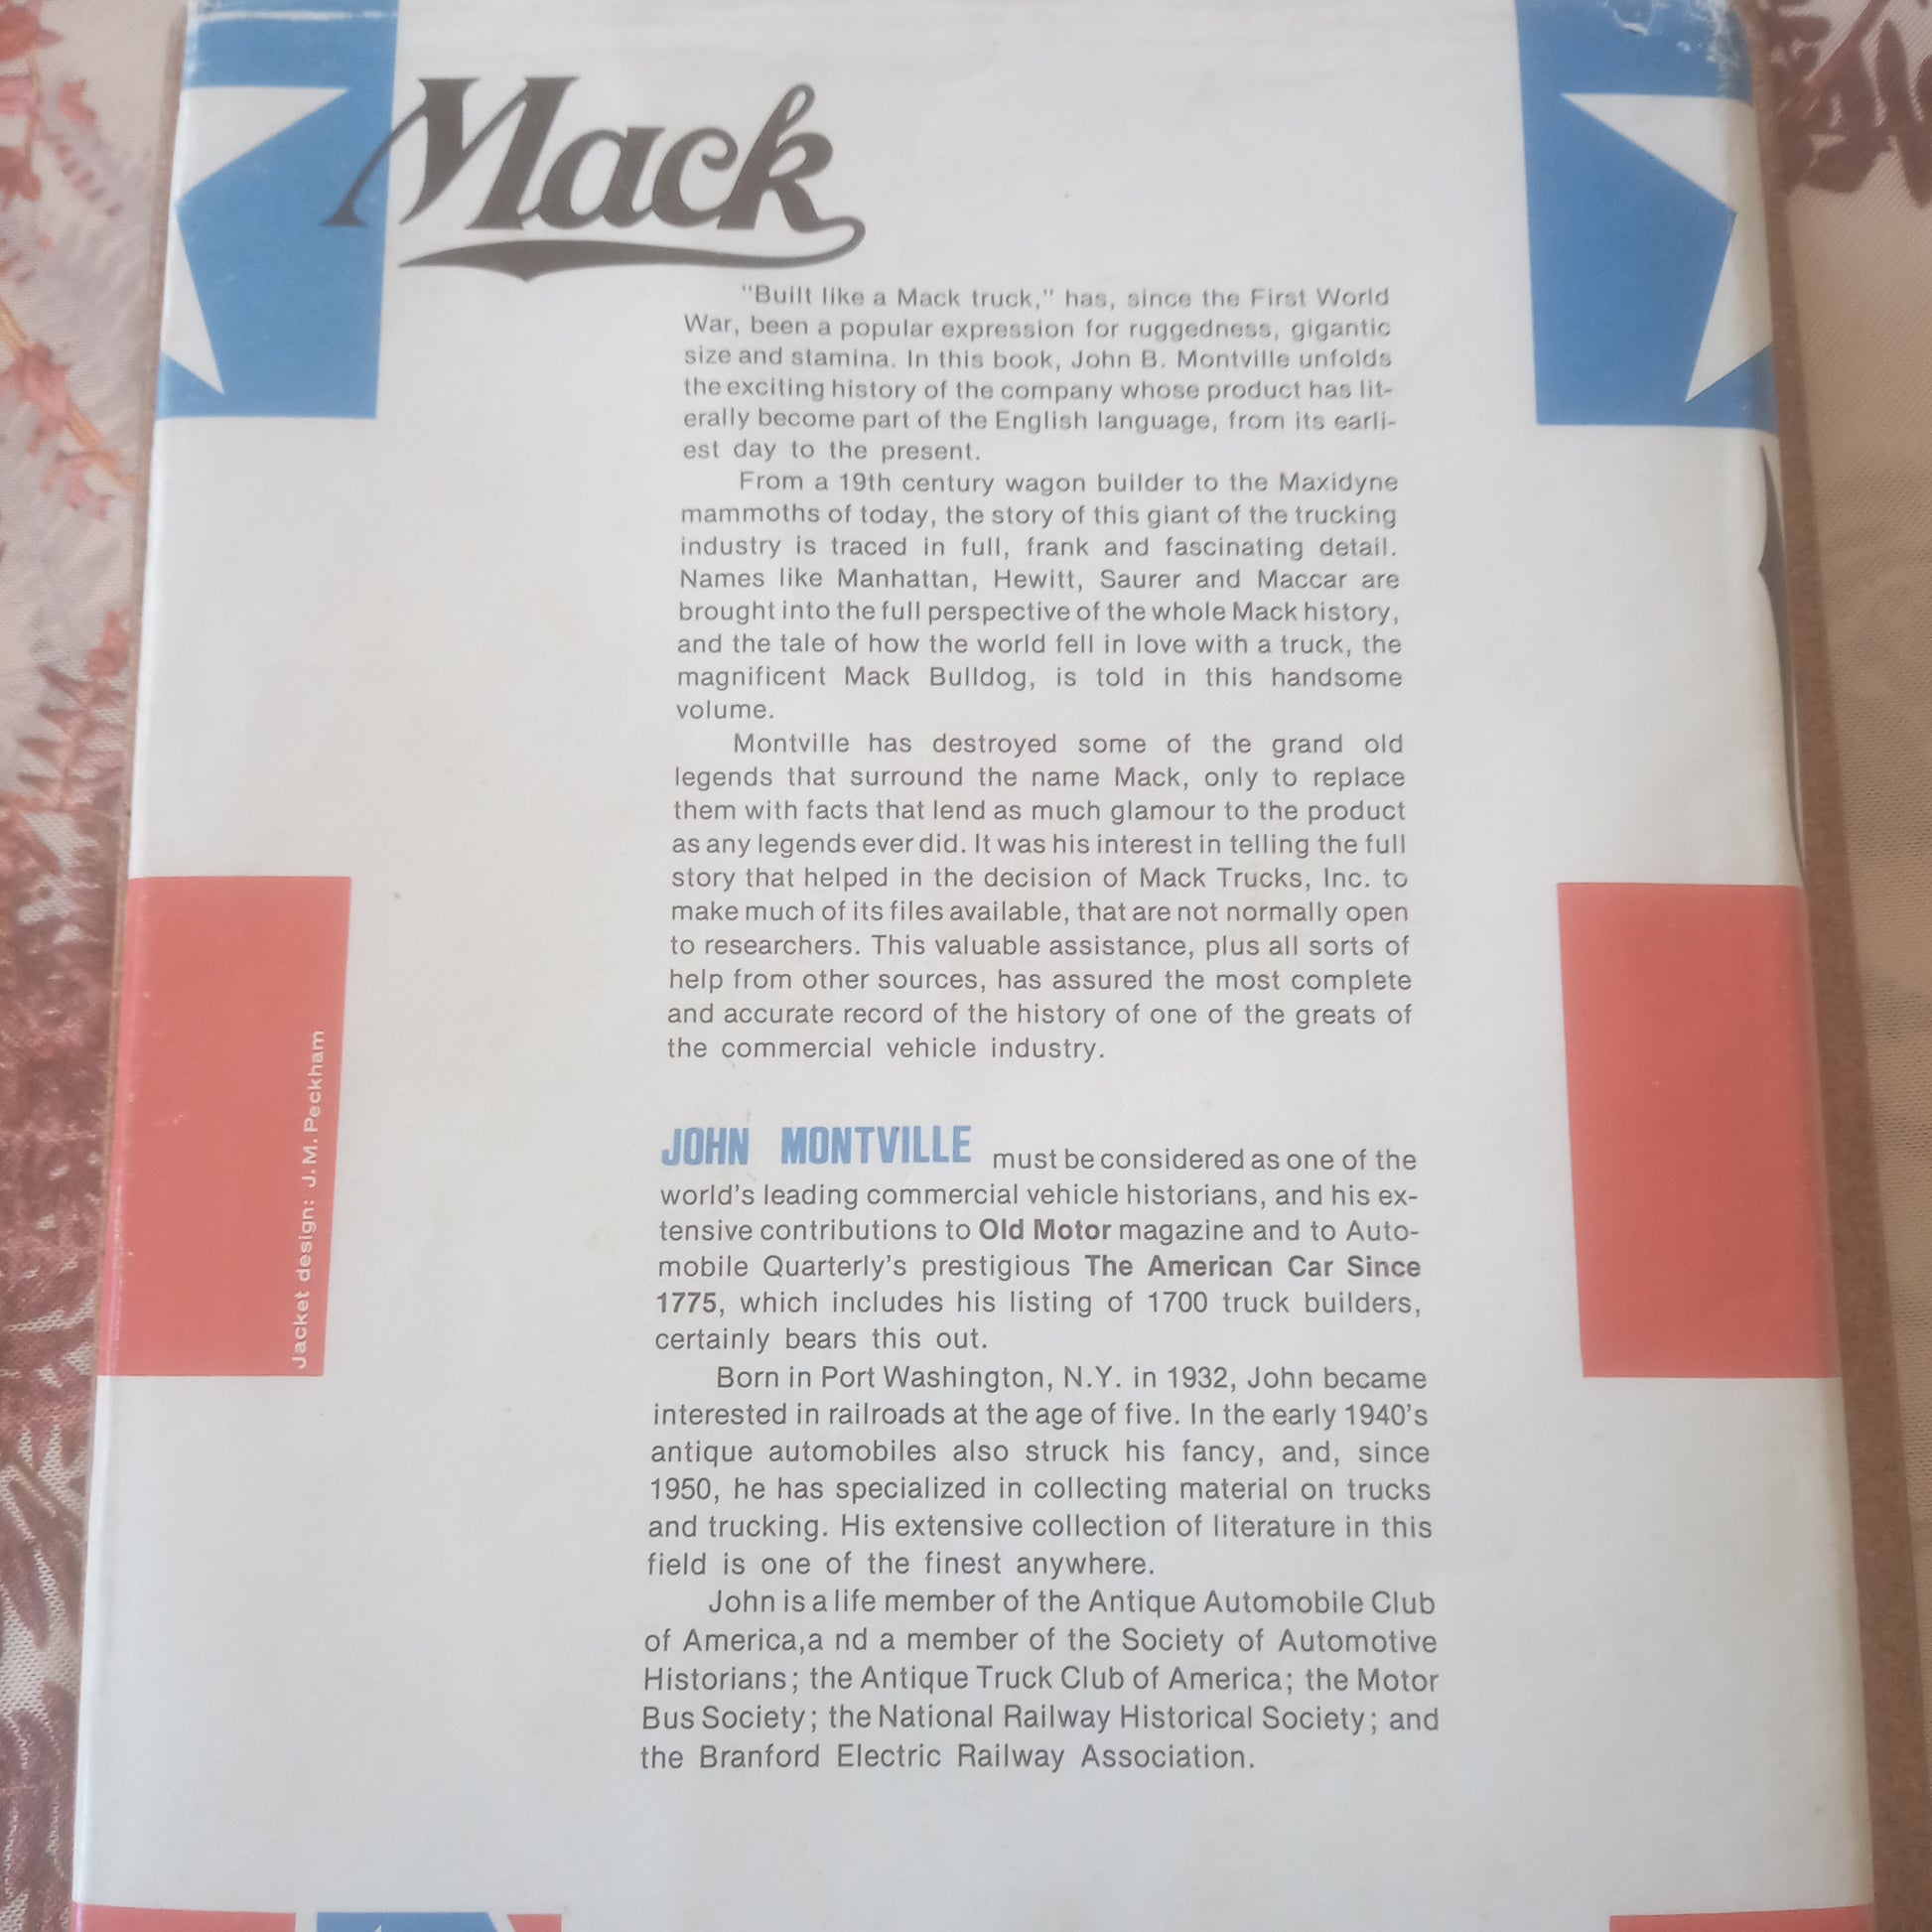 Mack
"Built like a Mack truck," has, since the First World
War, been a popular expression for ruggedness, gigantic
size and stamina. In this book, John B. Montville unfolds
the exciting history of the company whose product has lit-
erally become part of the English language, from its earli-
est day to the present.
From a 19th century wagon builder to the Maxidyne
mammoths of today, the story of this giant of the trucking
industry is traced in full, frank and fascinating detail.
Names like Manhattan, Hewitt, Saurer and Maccar are
brought into the full perspective of the whole Mack history,
and the tale of how the world fell in love with a truck, the
magnificent Mack Bulldog, is told in this handsome
volume.
Montville has destroyed some of the grand old
legends that surround the name Mack, only to replace
them with facts that lend as much glamour to the product
as any legends ever did. It was his interest in telling the full
story that helped in the decision of Mack Trucks, Inc. to
make much of its files available, that are not normally open
to researchers. This valuable assistance, plus all sorts of
help from other sources, has assured the most complete
and accurate record of the history of one of the greats of
the commercial vehicle industry.
JOHN MONTVILLE must be considered as one of the
world's leading commercial vehicle historians, and his ex-
tensive contributions to Old Motor magazine and to Auto-
mobile Quarterly's prestigious The American Car Since
1775, which includes his listing of 1700 truck builders,
certainly bears this out.
Born in Port Washington, N.Y. in 1932, John became
interested in railroads at the age of five. In the early 1940's
antique automobiles also struck his fancy, and, since
1950, he has specialized in collecting material on trucks
and trucking. His extensive collection of literature in this
field is one of the finest anywhere.
John is a life member of the Antique Automobile Club
of America,a nd a member of the Society of Automotive
Historians; the Antique Truck Club of America; the Motor
Bus Society; the National Railway Historical Society; and
the Branford Electric Railway Association.
Jacket design: J.M. Peckham